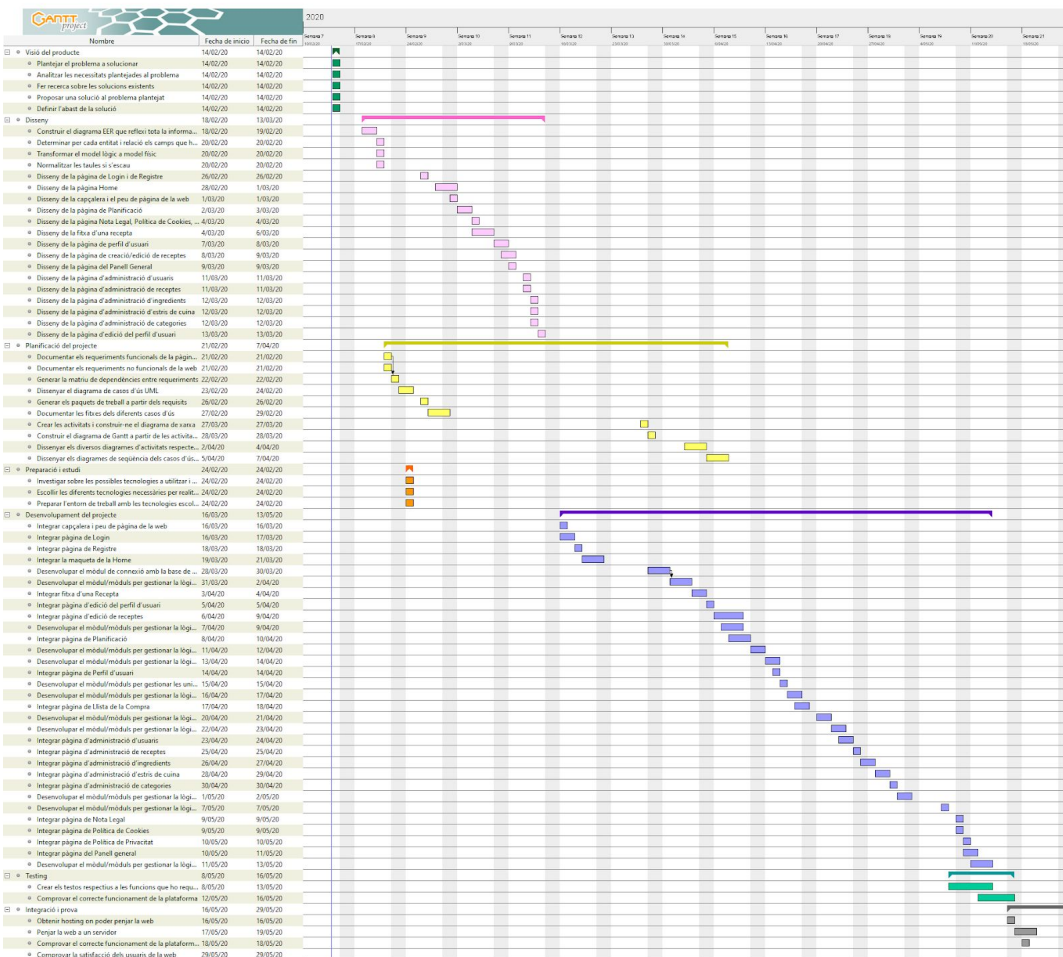 GANTT project
2020
Nombre Fecha de inicio Fecha de fin
Semana 7 Semana 8 Semana 9 Semana 10 Semana 11 Semana 12 Semana 13 Semana 14 Semana 15 Semana 16 Semana 17 Semana 18 Semana 19 Semana 20 Semana 21
Visió del producte 14/02/20 14/02/20
Plantejar el problema a solucionar 14/02/20 14/02/20
Analitzar les necessitats plantejades al problema 14/02/20 14/02/20
Fer recerca sobre les solucions existents 14/02/20 14/02/20
Proposar una solució al problema plantejat 14/02/20 14/02/20
Definir l'abast de la solució 14/02/20 14/02/20
Disseny 18/02/20 13/03/20
Construir el diagrama EER que reflexi tota la informa... 18/02/20 19/02/20
Determinar per cada entitat i relació els camps que h... 20/02/20 20/02/20
Transformar el model lògic a model físic 20/02/20 20/02/20
Normalitzar les taules si s'escau 20/02/20 20/02/20
Disseny de la pàgina de Login i de Registre 26/02/20 26/02/20
Disseny de la pàgina Home 28/02/20 1/03/20
Disseny de la capçalera i el peu de pàgina de la web 1/03/20 1/03/20
Disseny de la pàgina de Planificació 2/03/20 3/03/20
Disseny de la pàgina Nota Legal, Política de Cookies, ... 4/03/20 4/03/20
Disseny de la fitxa d'una recepta 4/03/20 6/03/20
Disseny de la pàgina de perfil d'usuari 7/03/20 8/03/20
Disseny de la pàgina de creació/edició de receptes 8/03/20 9/03/20
Disseny de la pàgina del Panell General 9/03/20 9/03/20
Disseny de la pàgina d'administració d'usuaris 11/03/20 11/03/20
Disseny de la pàgina d'administració de receptes 11/03/20 11/03/20
Disseny de la pàgina d'administració d'ingredients 12/03/20 12/03/20
Disseny de la pàgina d'administració d'estris de cuina 12/03/20 12/03/20
Disseny de la pàgina d'administració de categories 12/03/20 12/03/20
Disseny de la pàgina d'edició del perfil d'usuari 13/03/20 13/03/20
Planificació del projecte 21/02/20 7/04/20
Documentar els requeriments funcionals de la pàgin... 21/02/20 21/02/20
Documentar els requeriments no funcionals de la web 21/02/20 21/02/20
Generar la matriu de dependències entre requeriments 22/02/20 22/02/20
Dissenyar el diagrama de casos d'ús UML 23/02/20 24/02/20
Generar els paquets de treball a partir dels requisits 26/02/20 26/02/20
Documentar les fitxes dels diferents casos d'ús 27/02/20 29/02/20
Crear les activitats i construir-ne el diagrama de xarxa 27/03/20 27/03/20
Construir el diagrama de Gantt a partir de les activita... 28/03/20 28/03/20
Dissenyar els diversos diagrames d'activitats respecte... 2/04/20 4/04/20
Dissenyar els diagrames de seqüència dels casos d'ús... 5/04/20 7/04/20
Preparació i estudi 24/02/20 24/02/20
Investigar sobre les possibles tecnologies a utilitzar i ... 24/02/20 24/02/20
Escollir les diferents tecnologies necessàries per realit... 24/02/20 24/02/20
Preparar l'entorn de treball amb les tecnologies escol... 24/02/20 24/02/20
Desenvolupament del projecte 16/03/20 13/05/20
Integrar capçalera i peu de pàgina de la web 16/03/20 16/03/20
Integrar pàgina de Login 16/03/20 17/03/20
Integrar pàgina de Registre 18/03/20 18/03/20
Integrar la maqueta de la Home 19/03/20 21/03/20
Desenvolupar el mòdul de connexió amb la base de ... 28/03/20 30/03/20
Desenvolupar el mòdul/mòduls per gestionar la lògi... 31/03/20 2/04/20
Integrar fitxa d'una Recepta 3/04/20 4/04/20
Integrar pàgina d'edició del perfil d'usuari 5/04/20 5/04/20
Integrar pàgina d'edició de receptes 6/04/20 9/04/20
Desenvolupar el mòdul/mòduls per gestionar la lògi... 7/04/20 9/04/20
Integrar pàgina de Planificació 8/04/20 10/04/20
Desenvolupar el mòdul/mòduls per gestionar la lògi... 11/04/20 12/04/20
Desenvolupar el mòdul/mòduls per gestionar la lògi... 13/04/20 14/04/20
Integrar pàgina de Perfil d'usuari 14/04/20 14/04/20
Desenvolupar el mòdul/mòduls per gestionar les uni... 15/04/20 15/04/20
Desenvolupar el mòdul/mòduls per gestionar la lògi... 16/04/20 17/04/20
Integrar pàgina de Llista de la Compra 17/04/20 18/04/20
Desenvolupar el mòdul/mòduls per gestionar la lògi... 20/04/20 21/04/20
Desenvolupar el mòdul/mòduls per gestionar la lògi... 22/04/20 23/04/20
Integrar pàgina d'administració d'usuaris 23/04/20 24/04/20
Integrar pàgina d'administració de receptes 25/04/20 25/04/20
Integrar pàgina d'administració d'ingredients 26/04/20 27/04/20
Integrar pàgina d'administració d'estris de cuina 28/04/20 29/04/20
Integrar pàgina d'administració de categories 30/04/20 30/04/20
Desenvolupar el mòdul/mòduls per gestionar la lògi... 1/05/20 2/05/20
Desenvolupar el mòdul/mòduls per gestionar la lògi... 7/05/20 7/05/20
Integrar pàgina de Nota Legal 9/05/20 9/05/20
Integrar pàgina de Política de Cookies 9/05/20 9/05/20
Integrar pàgina de Política de Privacitat 10/05/20 10/05/20
Integrar pàgina del Panell general 10/05/20 11/05/20
Desenvolupar el mòdul/mòduls per gestionar la lògi... 11/05/20 13/05/20
Testing 8/05/20 16/05/20
Crear els testos respectius a les funcions que ho requ... 8/05/20 13/05/20
Comprovar el correcte funcionament de la plataforma 12/05/20 16/05/20
Integració i prova 16/05/20 29/05/20
Obtenir hosting on poder penjar la web 16/05/20 16/05/20
Penjar la web a un servidor 17/05/20 19/05/20
Comprovar el correcte funcionament de la plataform... 18/05/20 18/05/20
Comprovar la satisfacció dels usuaris de la web 29/05/20 29/05/20